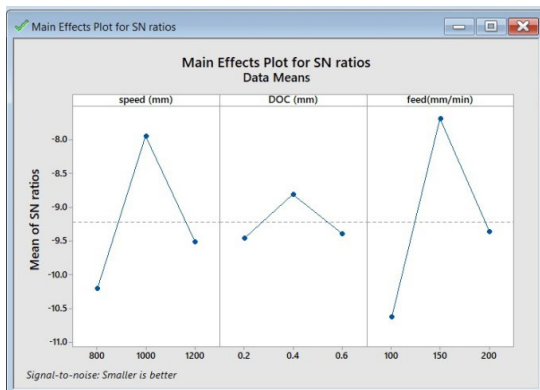 Main Effects Plot for SN ratios
Main Effects Plot for SN ratios
Data Means
speed (mm) DOC (mm) feed(mm/min)
Mean of SN ratios
-8.0
-8.5
-9.0
-9.5
-10.0
-10.5
-11.0
800 1000 1200 0.2 0.4 0.6 100 150 200
Signal-to-noise: Smaller is better